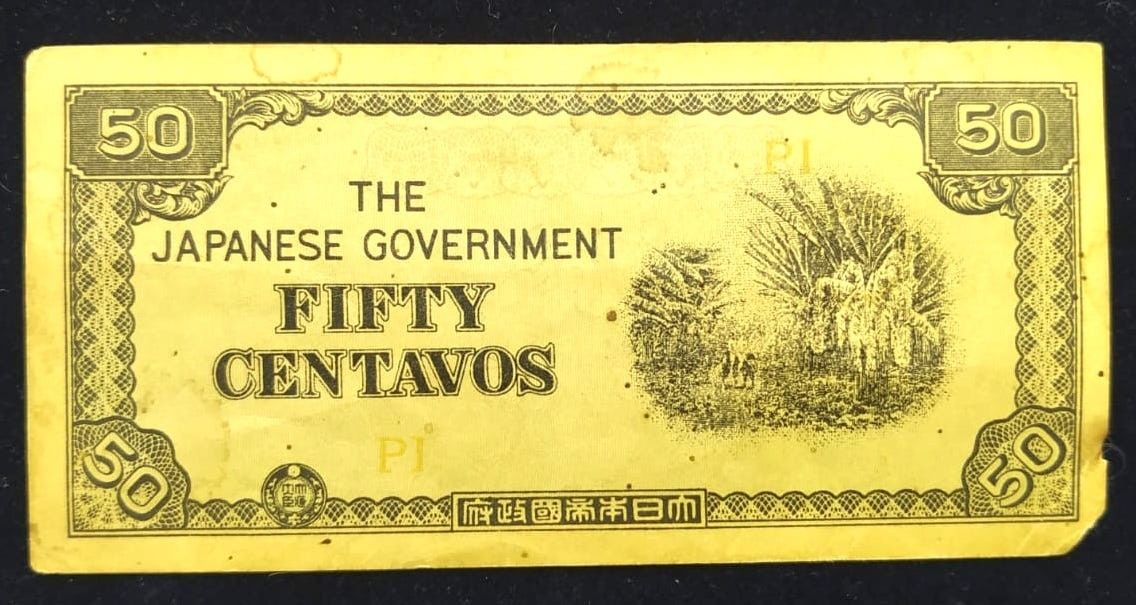 50
50
PI
THE
JAPANESE GOVERNMENT
FIFTY
CENTAVOS
PI
50
50
大日本帝國政府